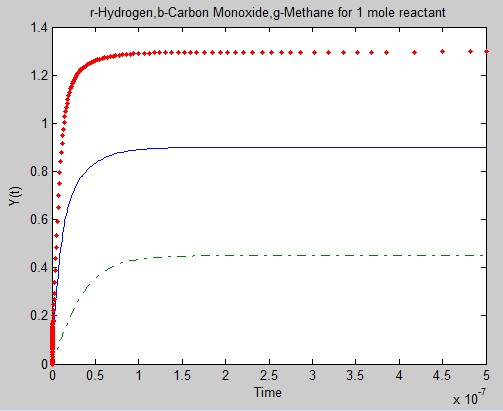 r-Hydrogen,b-Carbon Monoxide,g-Methane for 1 mole reactant
1.4
1.2
1
0.8
0.6
0.4
0.2
0
Y(t)
0 0.5 1 1.5 2 2.5 3 3.5 4 4.5 5
Time
x 10^-7